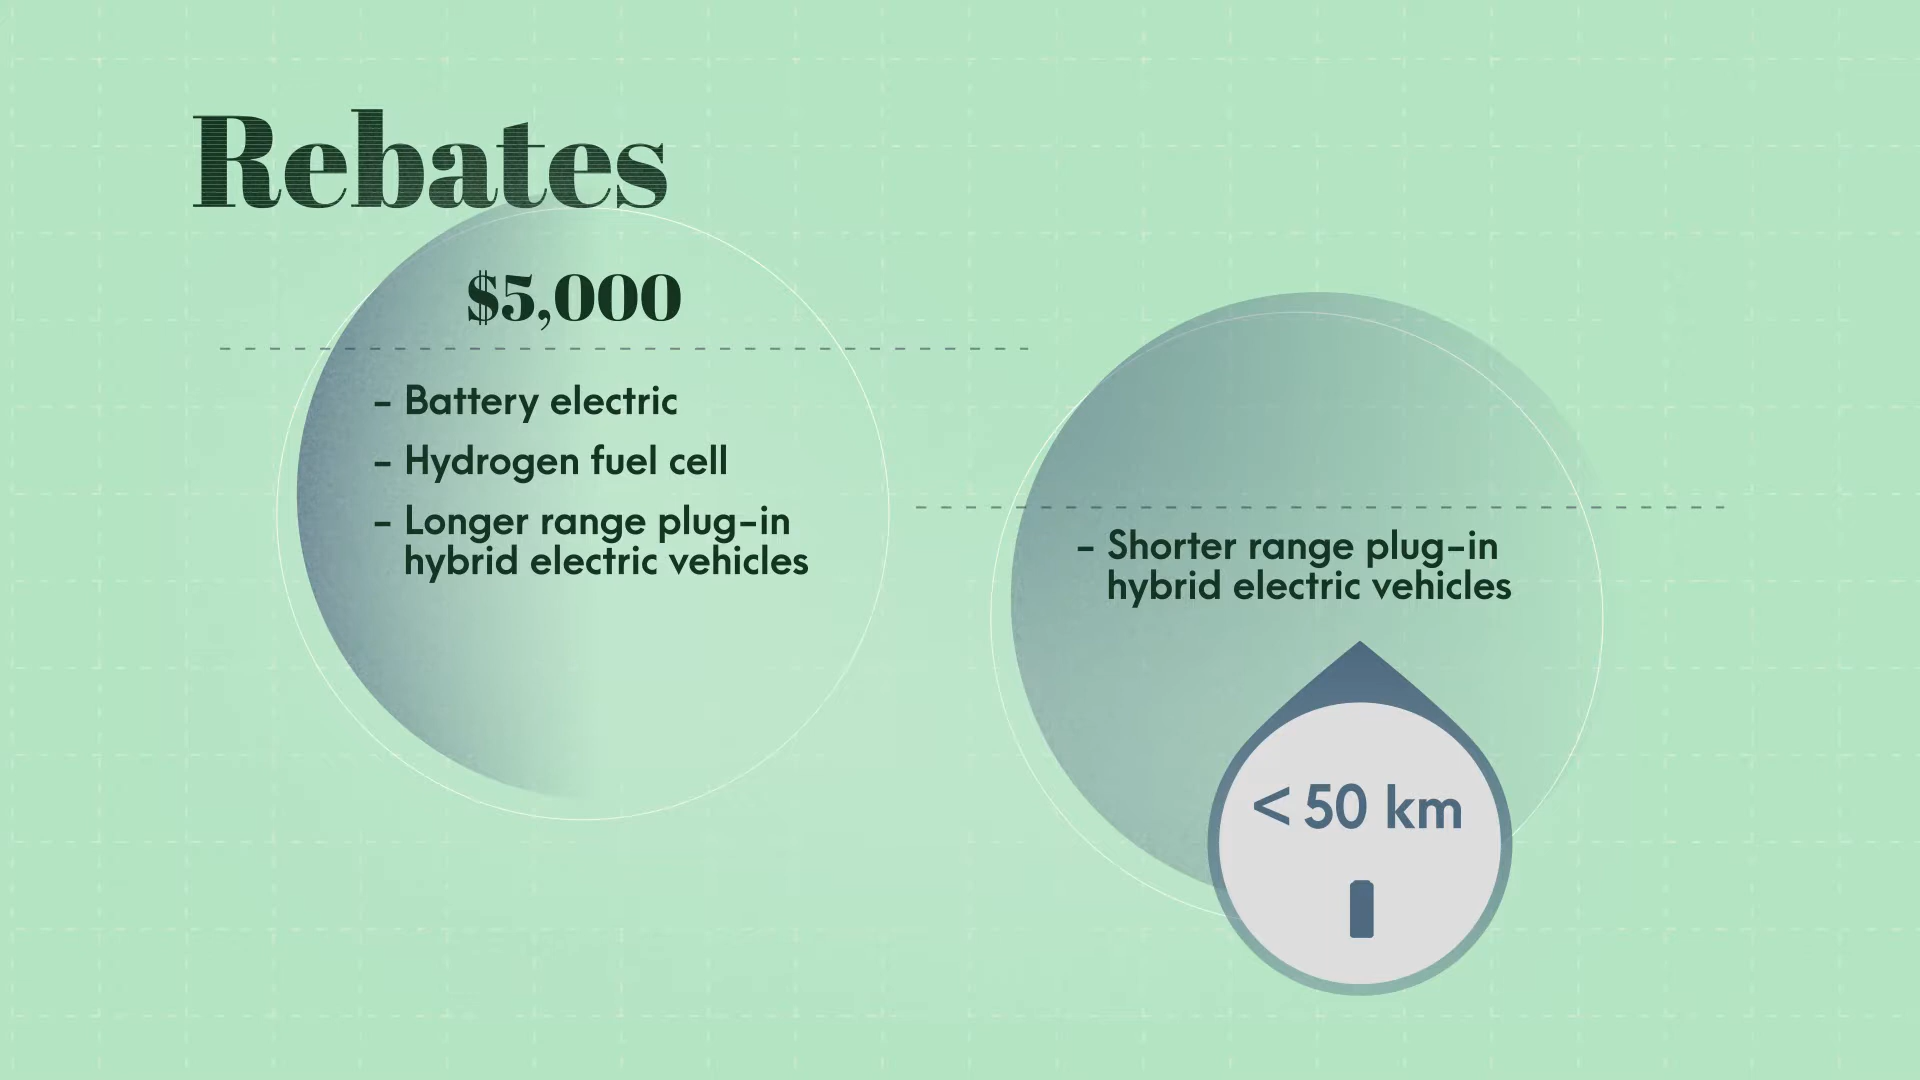 Rebates
$5,000
– Battery electric
– Hydrogen fuel cell
– Longer range plug-in
hybrid electric vehicles
– Shorter range plug-in
hybrid electric vehicles
< 50 km